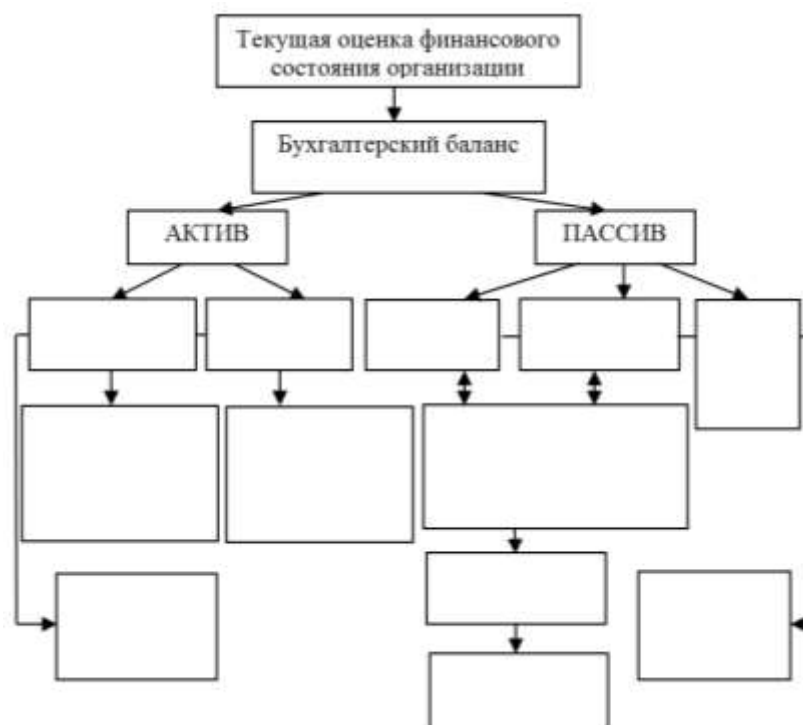 Текущая оценка финансового
состояния организации
Бухгалтерский баланс
АКТИВ
ПАССИВ